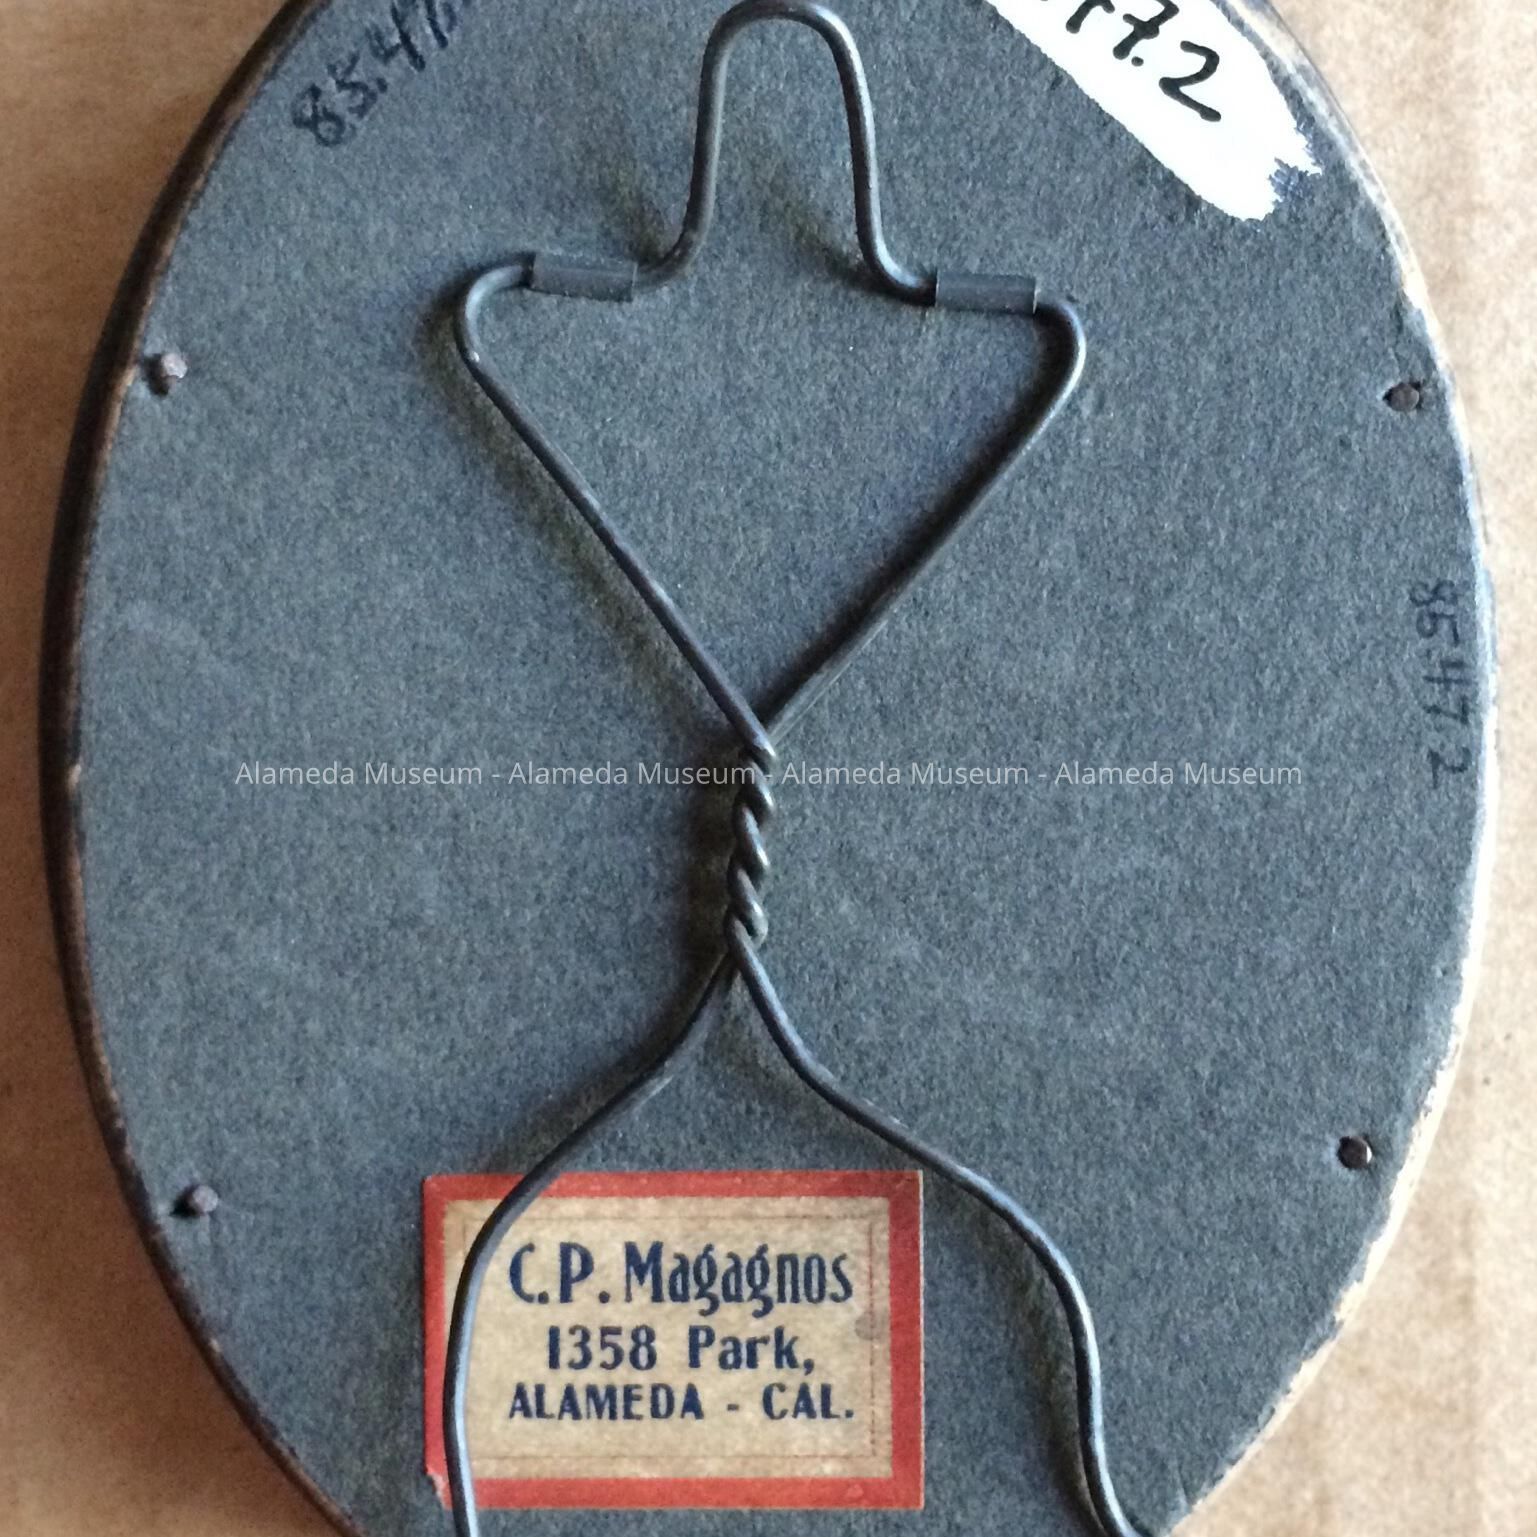 85.47.
47.2
85.47 2
Alameda Museum - Alameda Museum - Alameda Museum - Alameda Museum
C.P. Magagnos
1358 Park,
ALAMEDA - CAL.